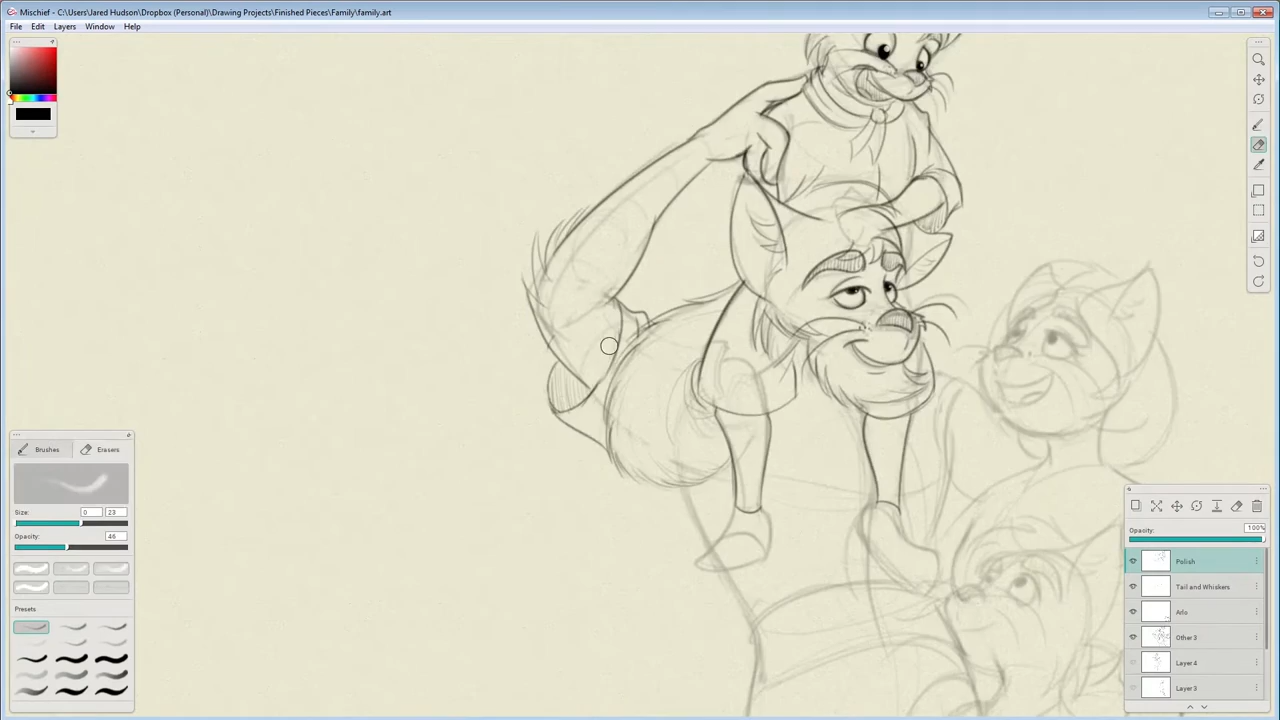 Mischief - C:\Users\Jared Hudson\Dropbox (Personal)\Drawing Projects\Finished Pieces\Family\family.art
File Edit Layers Window Help
Brushes Erasers
Size: 0 23
Opacity: 46
Presets
Opacity: 100%
Polish
Tail and Whiskers
Arlo
Other 3
Layer 4
Layer 3